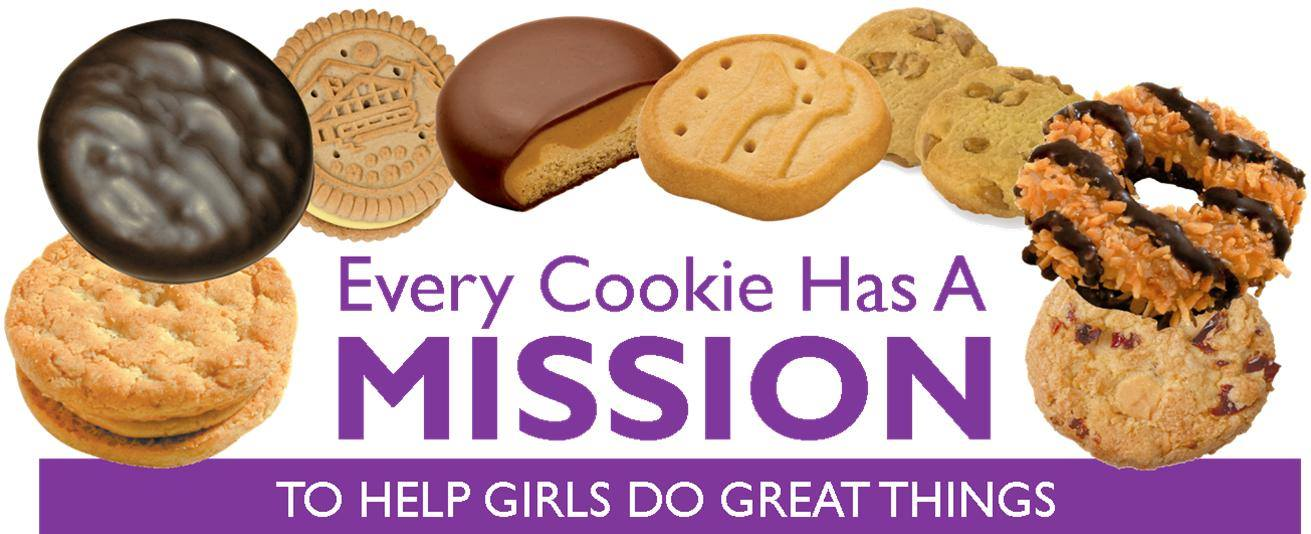 Every Cookie Has A
MISSION
TO HELP GIRLS DO GREAT THINGS